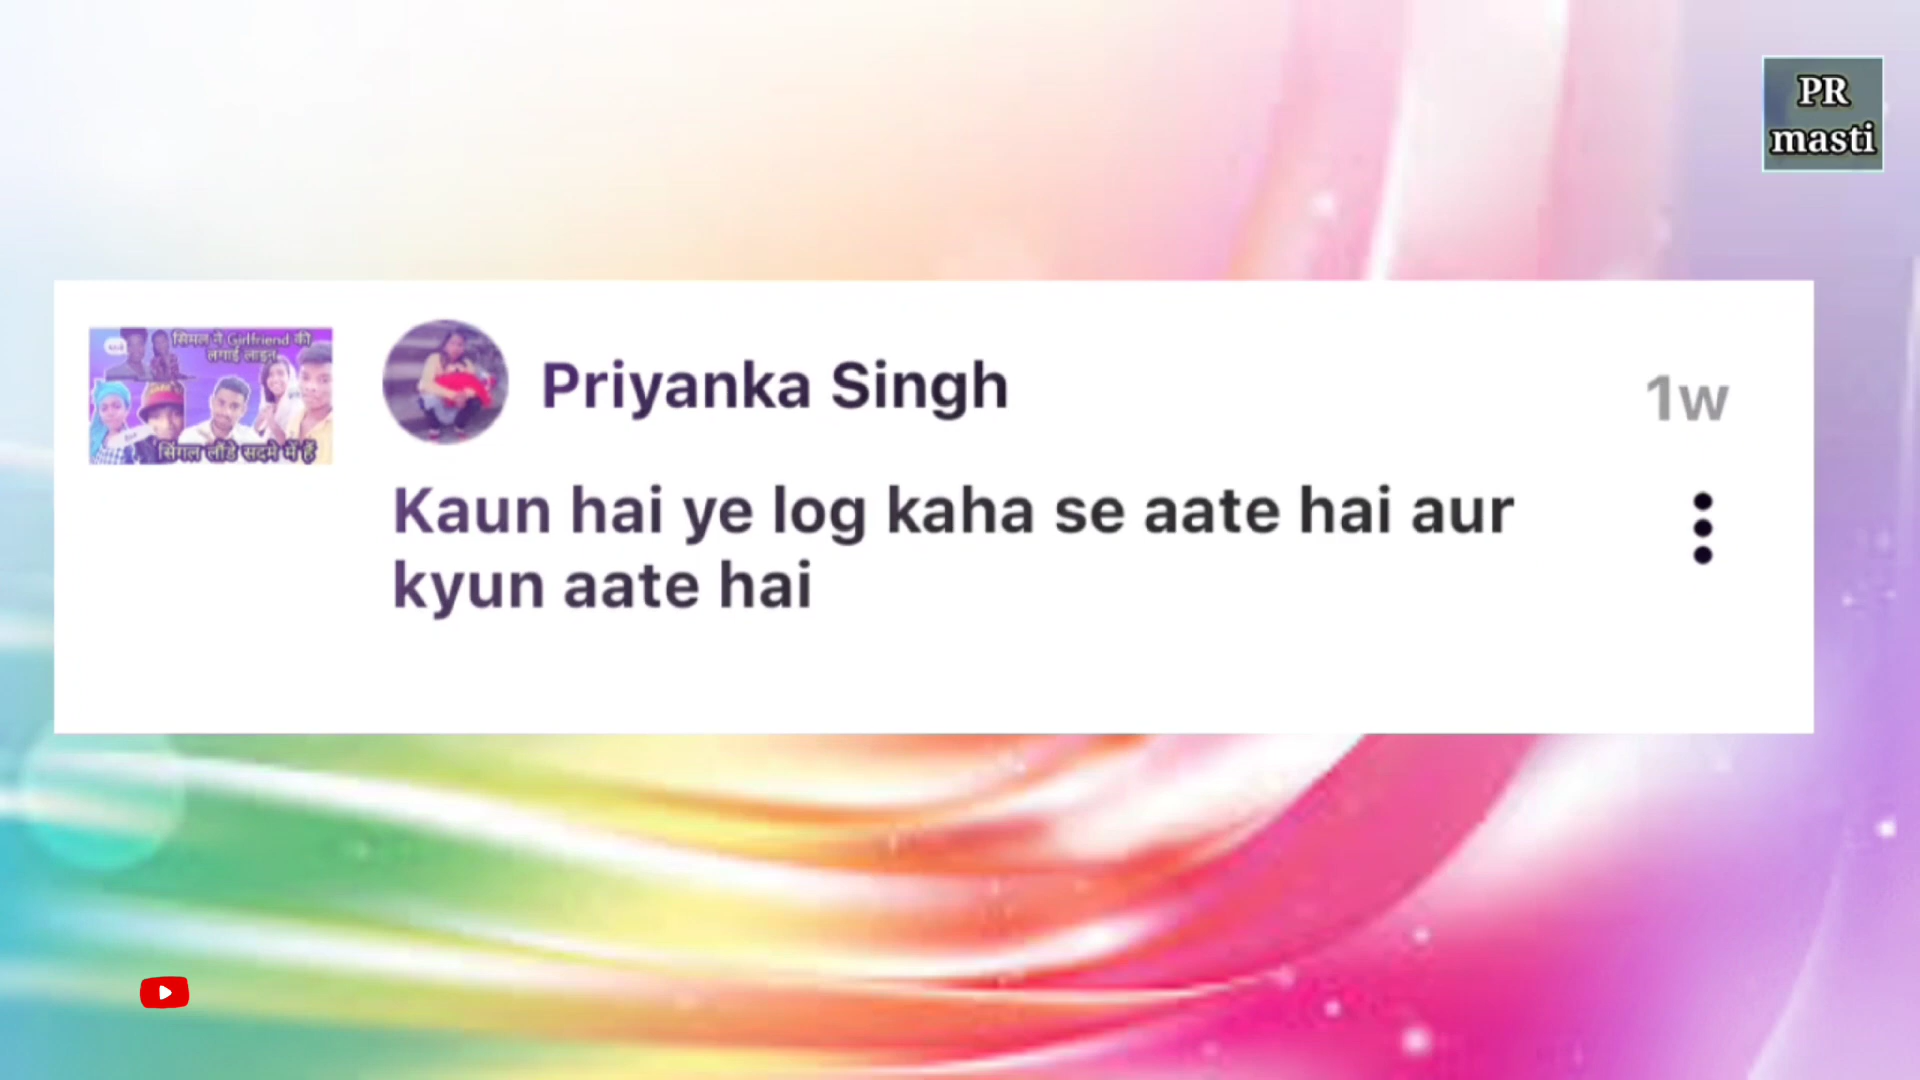 PR
masti
सिमल ने Girlfriend की
लगाई लाइन
सिंगल लौंडे सदमे में हैं
Priyanka Singh
1w
Kaun hai ye log kaha se aate hai aur
kyun aate hai